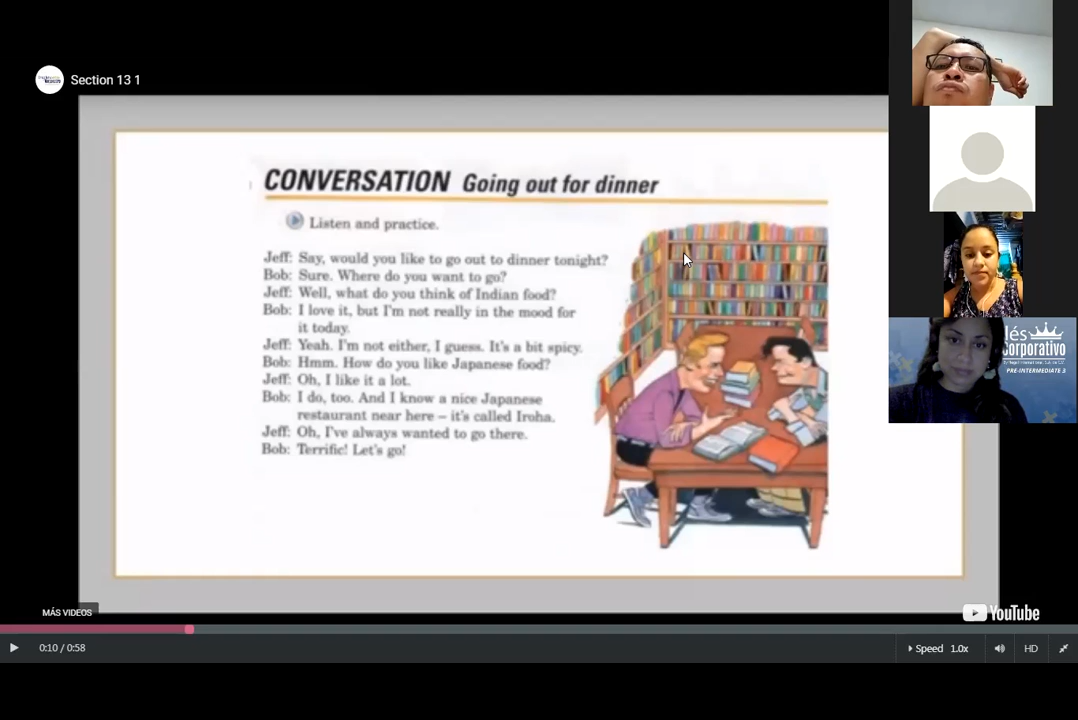 Section 13 1
CONVERSATION Going out for dinner
Listen and practice.
Jeff: Say, would you like to go out to dinner tonight?
Bob: Sure. Where do you want to go?
Jeff: Well, what do you think of Indian food?
Bob: I love it, but I'm not really in the mood for
it today.
Jeff: Yeah. I'm not either, I guess. It's a bit spicy.
Bob: Hmm. How do you like Japanese food?
Jeff: Oh, I like it a lot.
Bob: I do, too. And I know a nice Japanese
restaurant near here – it's called Iroha.
Jeff: Oh, I've always wanted to go there.
Bob: Terrific! Let's go!
lés
Corporativo
PRE-INTERMEDIATE 3
MÁS VIDEOS
YouTube
0:10 / 0:58
Speed 1.0x
HD